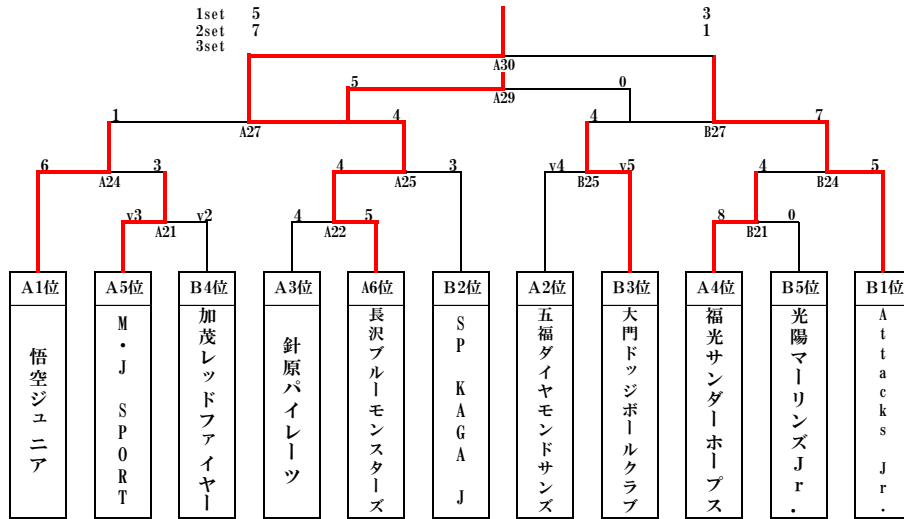 1set 5 3
2set 7 1
3set
A30
5 0
A29
1 4 4 7
A27 B27
6 3 4 3 v4 v5 4 5
A24 A25 B25 B24
v3 v2 4 5 8 0
A21 A22 B21
A1位 A5位 B4位 A3位 A6位 B2位 A2位 B3位 A4位 B5位 B1位
悟空ジュニア
M・J SPORT
加茂レッドファイヤー
針原パイレーツ
長沢ブルーモンスターズ
SP KAGA J
五福ダイヤモンドサンズ
大門ドッジボールクラブ
福光サンダーホープス
光陽マーリンズJr.
Attacks Jr.